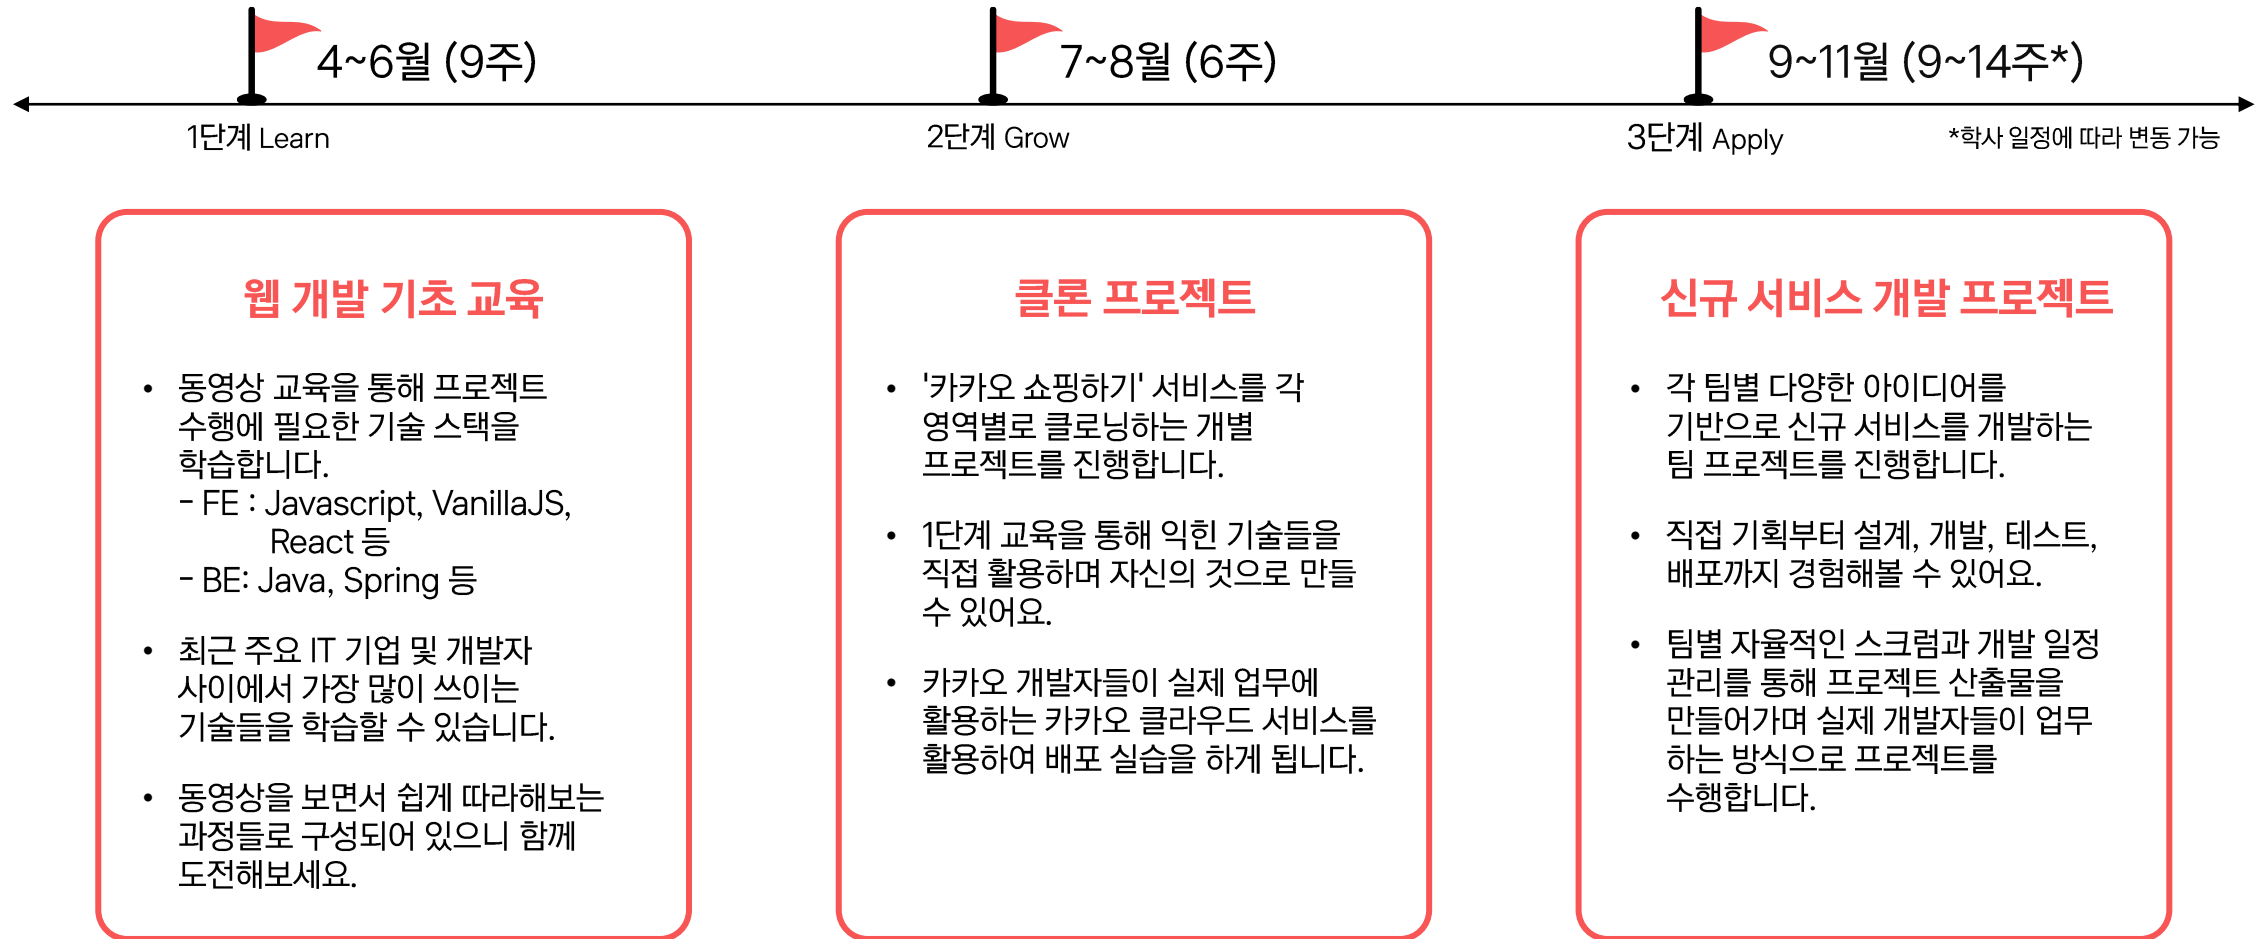 4~6월 (9주)
7~8월 (6주)
9~11월 (9~14주*)
1단계 Learn
2단계 Grow
3단계 Apply
*학사 일정에 따라 변동 가능
웹 개발 기초 교육
• 동영상 교육을 통해 프로젝트
수행에 필요한 기술 스택을
학습합니다.
- FE : Javascript, VanillaJS,
React 등
- BE: Java, Spring 등
• 최근 주요 IT 기업 및 개발자
사이에서 가장 많이 쓰이는
기술들을 학습할 수 있습니다.
• 동영상을 보면서 쉽게 따라해보는
과정들로 구성되어 있으니 함께
도전해보세요.
클론 프로젝트
• '카카오 쇼핑하기' 서비스를 각
영역별로 클로닝하는 개별
프로젝트를 진행합니다.
• 1단계 교육을 통해 익힌 기술들을
직접 활용하며 자신의 것으로 만들
수 있어요.
• 카카오 개발자들이 실제 업무에
활용하는 카카오 클라우드 서비스를
활용하여 배포 실습을 하게 됩니다.
신규 서비스 개발 프로젝트
• 각 팀별 다양한 아이디어를
기반으로 신규 서비스를 개발하는
팀 프로젝트를 진행합니다.
• 직접 기획부터 설계, 개발, 테스트,
배포까지 경험해볼 수 있어요.
• 팀별 자율적인 스크럼과 개발 일정
관리를 통해 프로젝트 산출물을
만들어가며 실제 개발자들이 업무
하는 방식으로 프로젝트를
수행합니다.